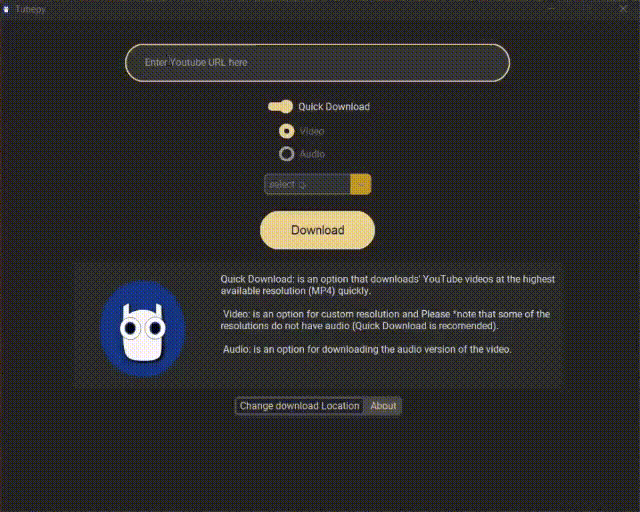 Tubepy
Enter Youtube URL here
Quick Download
Video
Audio
select
Download
Quick Download: is an option that downloads' YouTube videos at the highest
available resolution (MP4) quickly.
Video: is an option for custom resolution and Please *note that some of the
resolutions do not have audio (Quick Download is recomended).
Audio: is an option for downloading the audio version of the video.
Change download Location
About